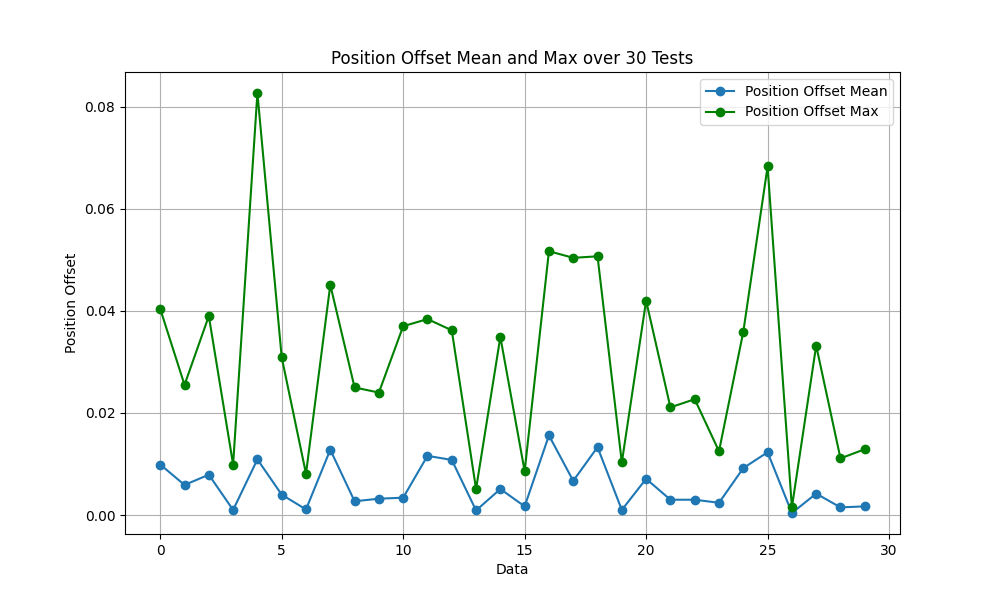 Position Offset Mean and Max over 30 Tests
Position Offset Mean
Position Offset Max
Position Offset
0.08
0.06
0.04
0.02
0.00
0 5 10 15 20 25 30
Data